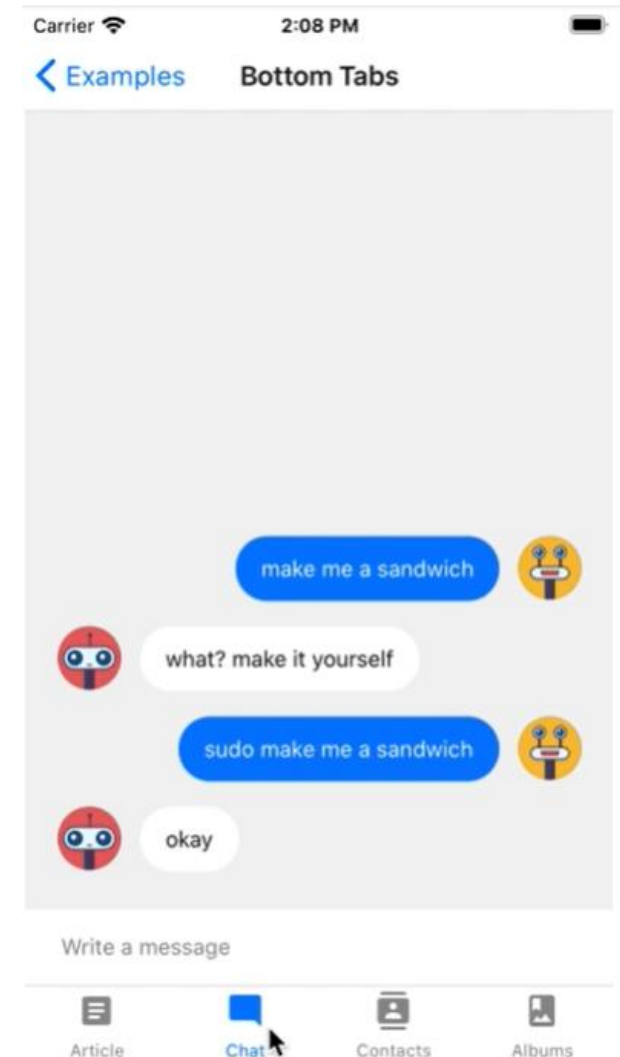 Carrier 2:08 PM
Examples Bottom Tabs
make me a sandwich
what? make it yourself
sudo make me a sandwich
okay
Write a message
Article Chat Contacts Albums